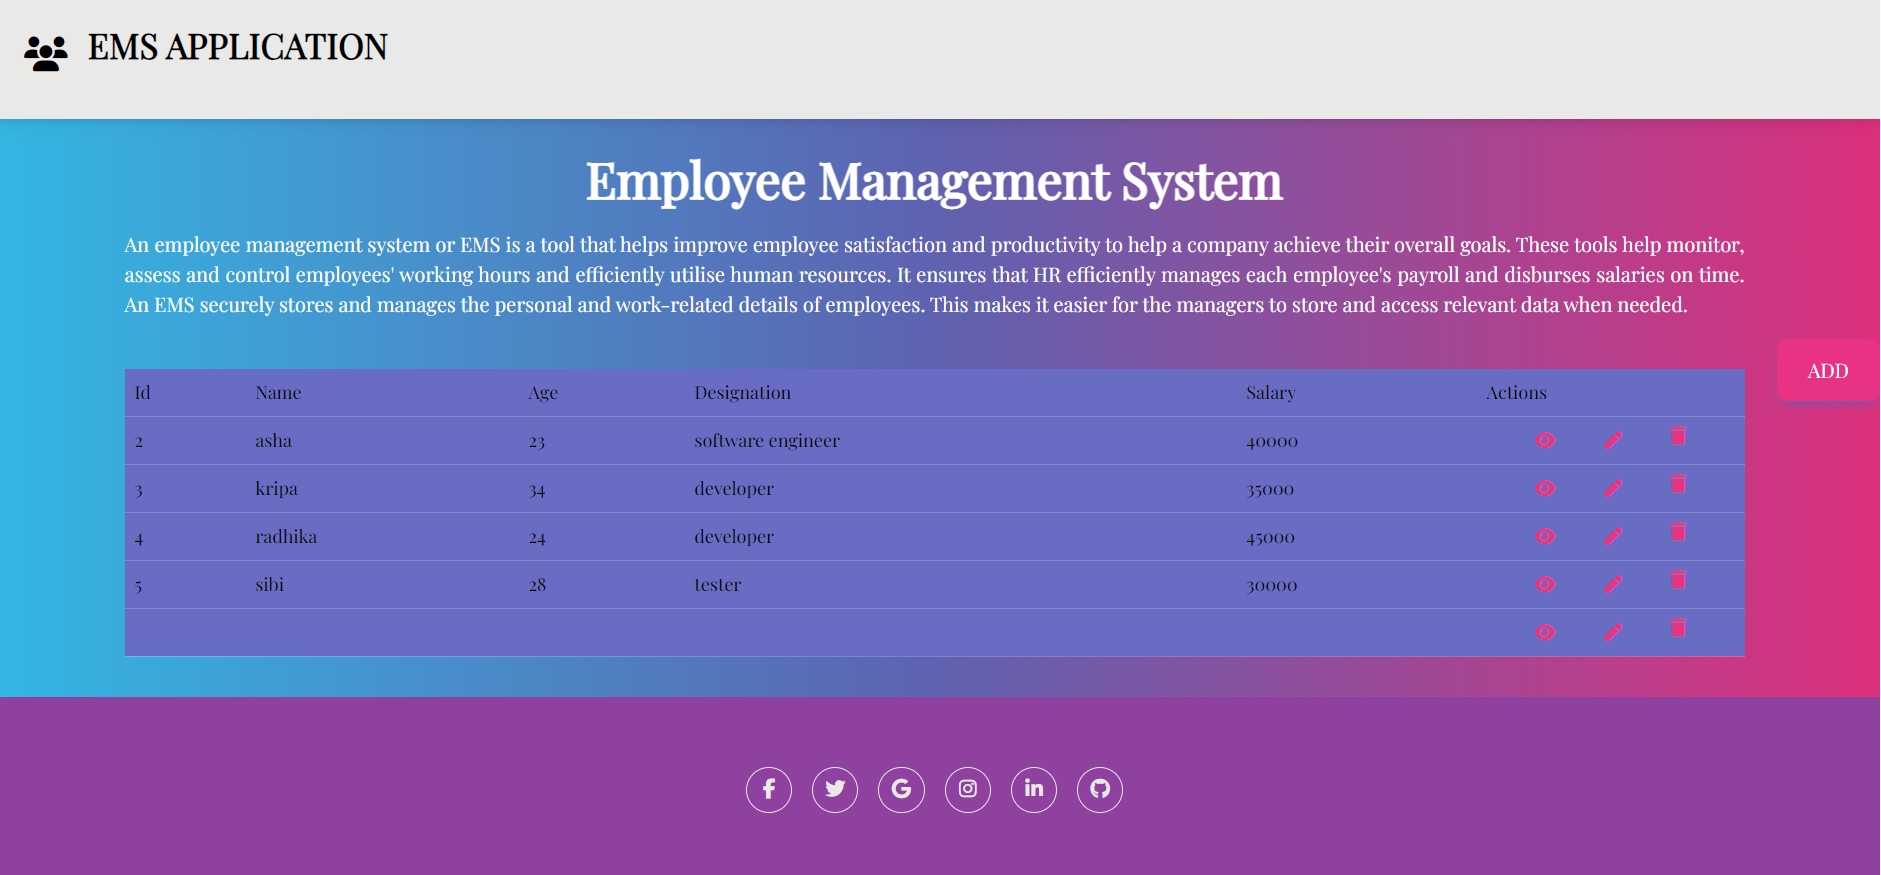 EMS APPLICATION
Employee Management System
An employee management system or EMS is a tool that helps improve employee satisfaction and productivity to help a company achieve their overall goals. These tools help monitor,
assess and control employees' working hours and efficiently utilise human resources. It ensures that HR efficiently manages each employee's payroll and disburses salaries on time.
An EMS securely stores and manages the personal and work-related details of employees. This makes it easier for the managers to store and access relevant data when needed.
ADD
Id Name Age Designation Salary Actions
2 asha 23 software engineer 40000
3 kripa 34 developer 35000
4 radhika 24 developer 45000
5 sibi 28 tester 30000